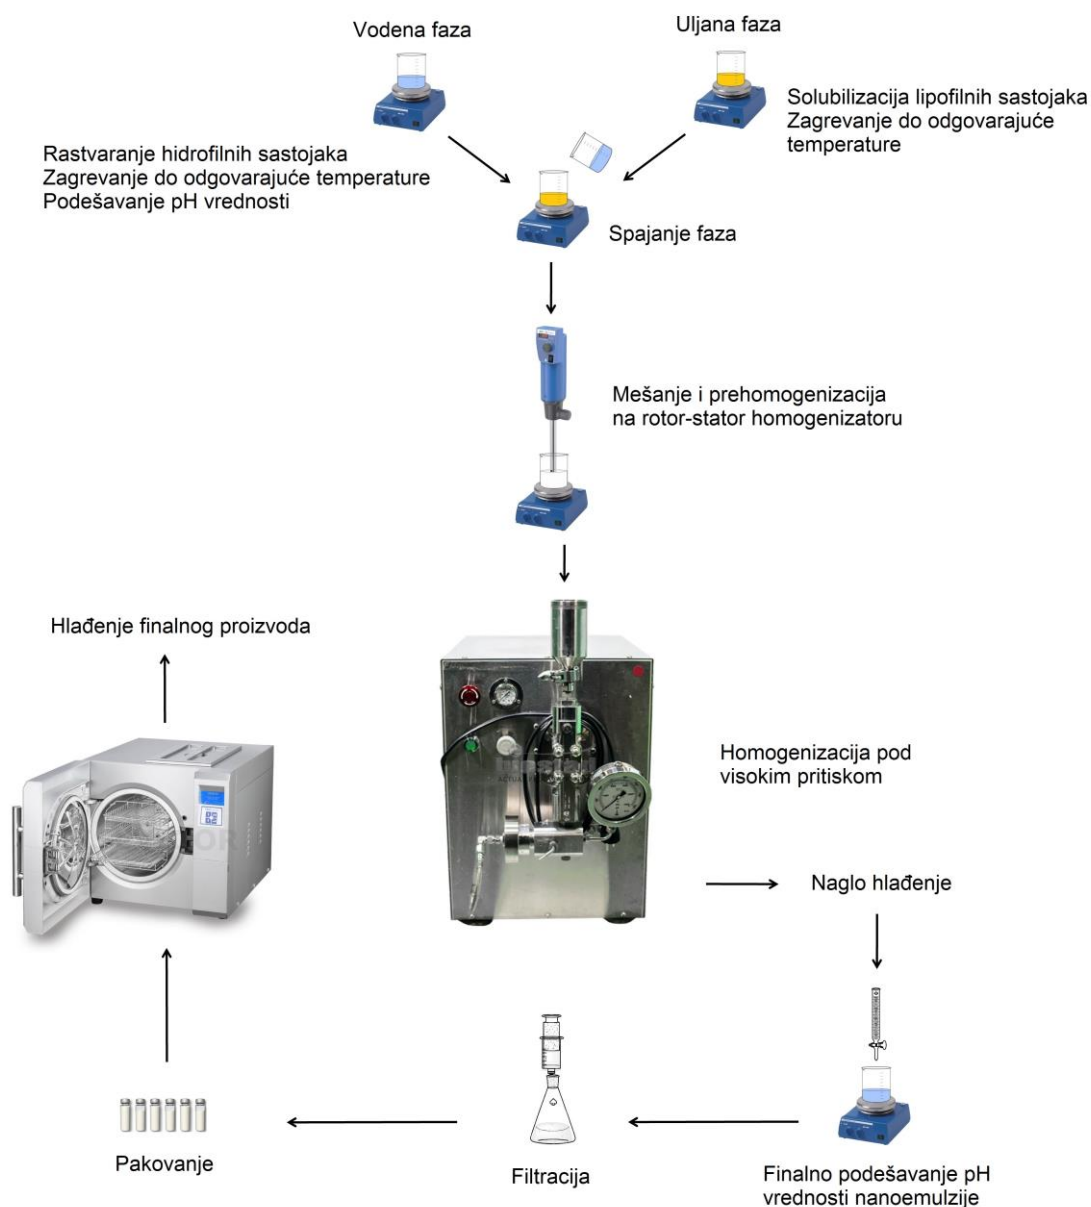 Vodena faza
Uljana faza
Solubilizacija lipofilnih sastojaka
Zagrevanje do odgovarajuće
temperature
Rastvaranje hidrofilnih sastojaka
Zagrevanje do odgovarajuće temperature
Podešavanje pH vrednosti
Spajanje faza
Mešanje i prehomogenizacija
na rotor-stator homogenizatoru
Hlađenje finalnog proizvoda
Homogenizacija pod
visokim pritiskom
Naglo hlađenje
Pakovanje
Filtracija
Finalno podešavanje pH
vrednosti nanoemulzije